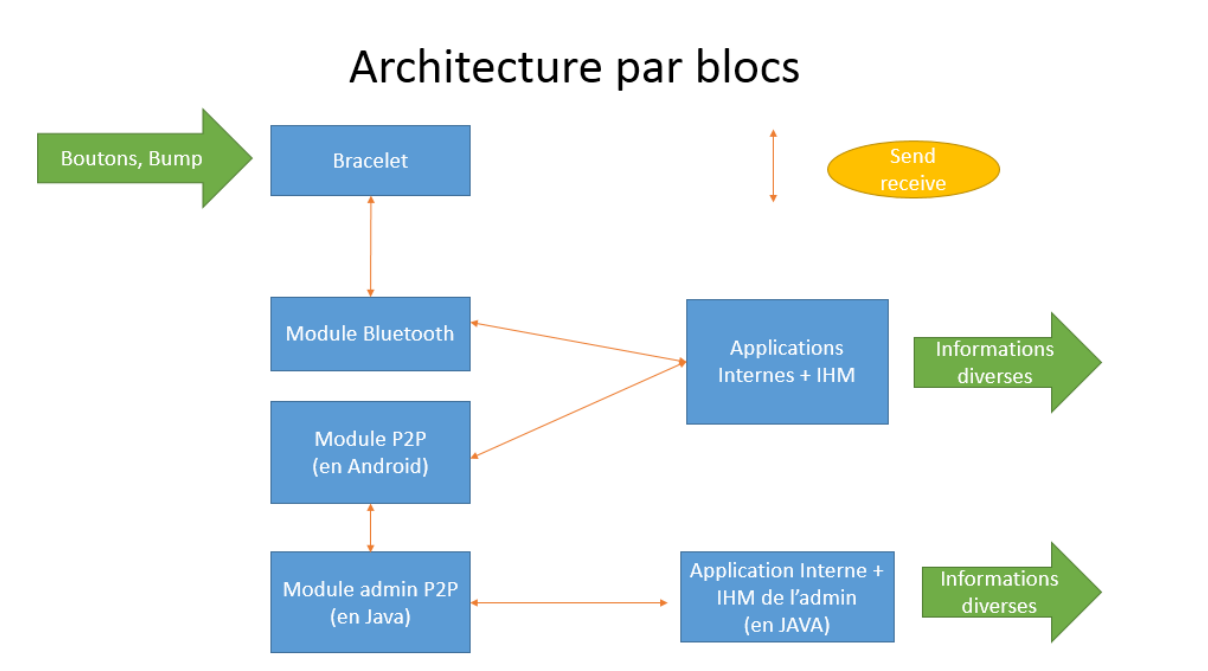 Architecture par blocs
Boutons, Bump
Bracelet
Send
receive
Module Bluetooth
Applications
Internes + IHM
Informations
diverses
Module P2P
(en Android)
Module admin P2P
(en Java)
Application Interne +
IHM de l’admin
(en JAVA)
Informations
diverses